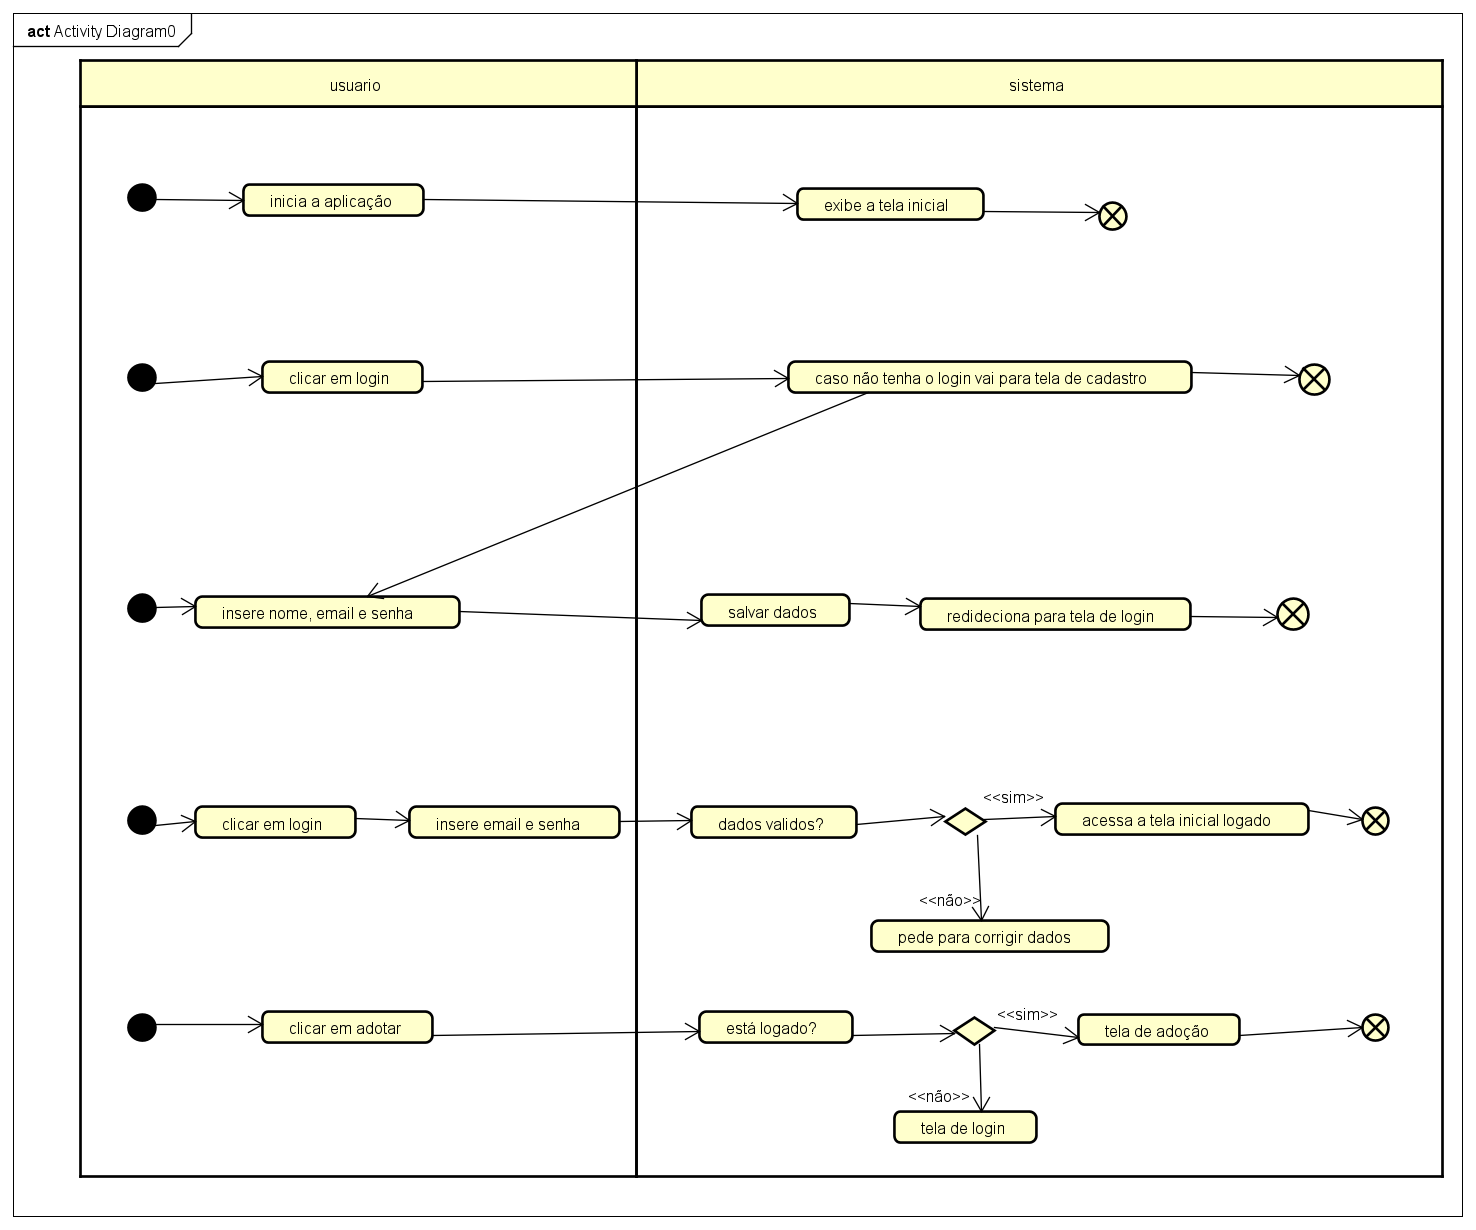 act Activity Diagram0
usuario
sistema
inicia a aplicação
exibe a tela inicial
clicar em login
caso não tenha o login vai para tela de cadastro
insere nome, email e senha
salvar dados
redideciona para tela de login
<<sim>>
clicar em login
insere email e senha
dados validos?
acessa a tela inicial logado
<<não>>
pede para corrigir dados
<<sim>>
clicar em adotar
está logado?
tela de adoção
<<não>>
tela de login